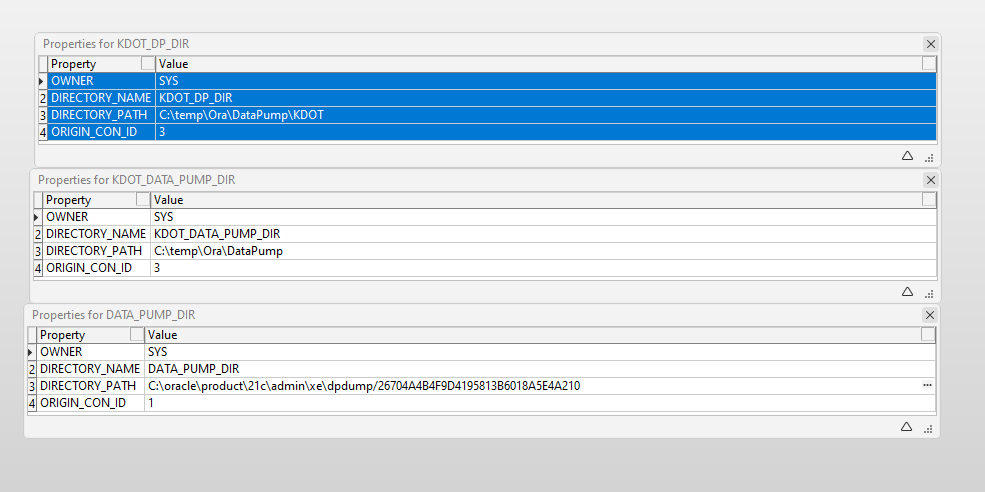 Properties for KDOT_DP_DIR
Property Value
OWNER SYS
2 DIRECTORY_NAME KDOT_DP_DIR
3 DIRECTORY_PATH C:\temp\Ora\DataPump\KDOT
4 ORIGIN_CON_ID 3
Properties for KDOT_DATA_PUMP_DIR
Property Value
OWNER SYS
2 DIRECTORY_NAME KDOT_DATA_PUMP_DIR
3 DIRECTORY_PATH C:\temp\Ora\DataPump
4 ORIGIN_CON_ID 3
Properties for DATA_PUMP_DIR
Property Value
OWNER SYS
2 DIRECTORY_NAME DATA_PUMP_DIR
3 DIRECTORY_PATH C:\oracle\product\21c\admin\xe\dpdump/26704A4B4F9D4195813B6018A5E4A210 ...
4 ORIGIN_CON_ID 1